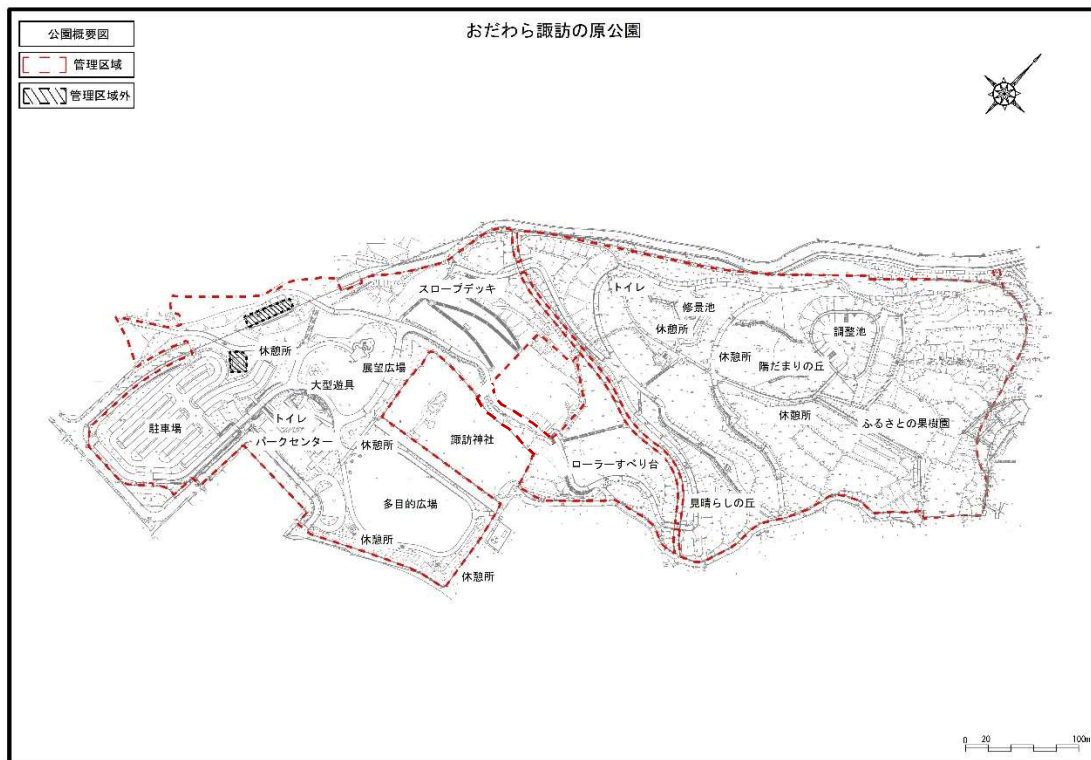 おだわら諏訪の原公園
公園概要図
管理区域
管理区域外
スロープデッキ
トイレ
修景池
休憩所
調整池
休憩所
休憩所
陽だまりの丘
展望広場
大型遊具
休憩所
ふるさとの果樹園
トイレ
駐車場
パークセンター
休憩所
諏訪神社
ローラーすべり台
多目的広場
見晴らしの丘
休憩所
休憩所
0 20 100m